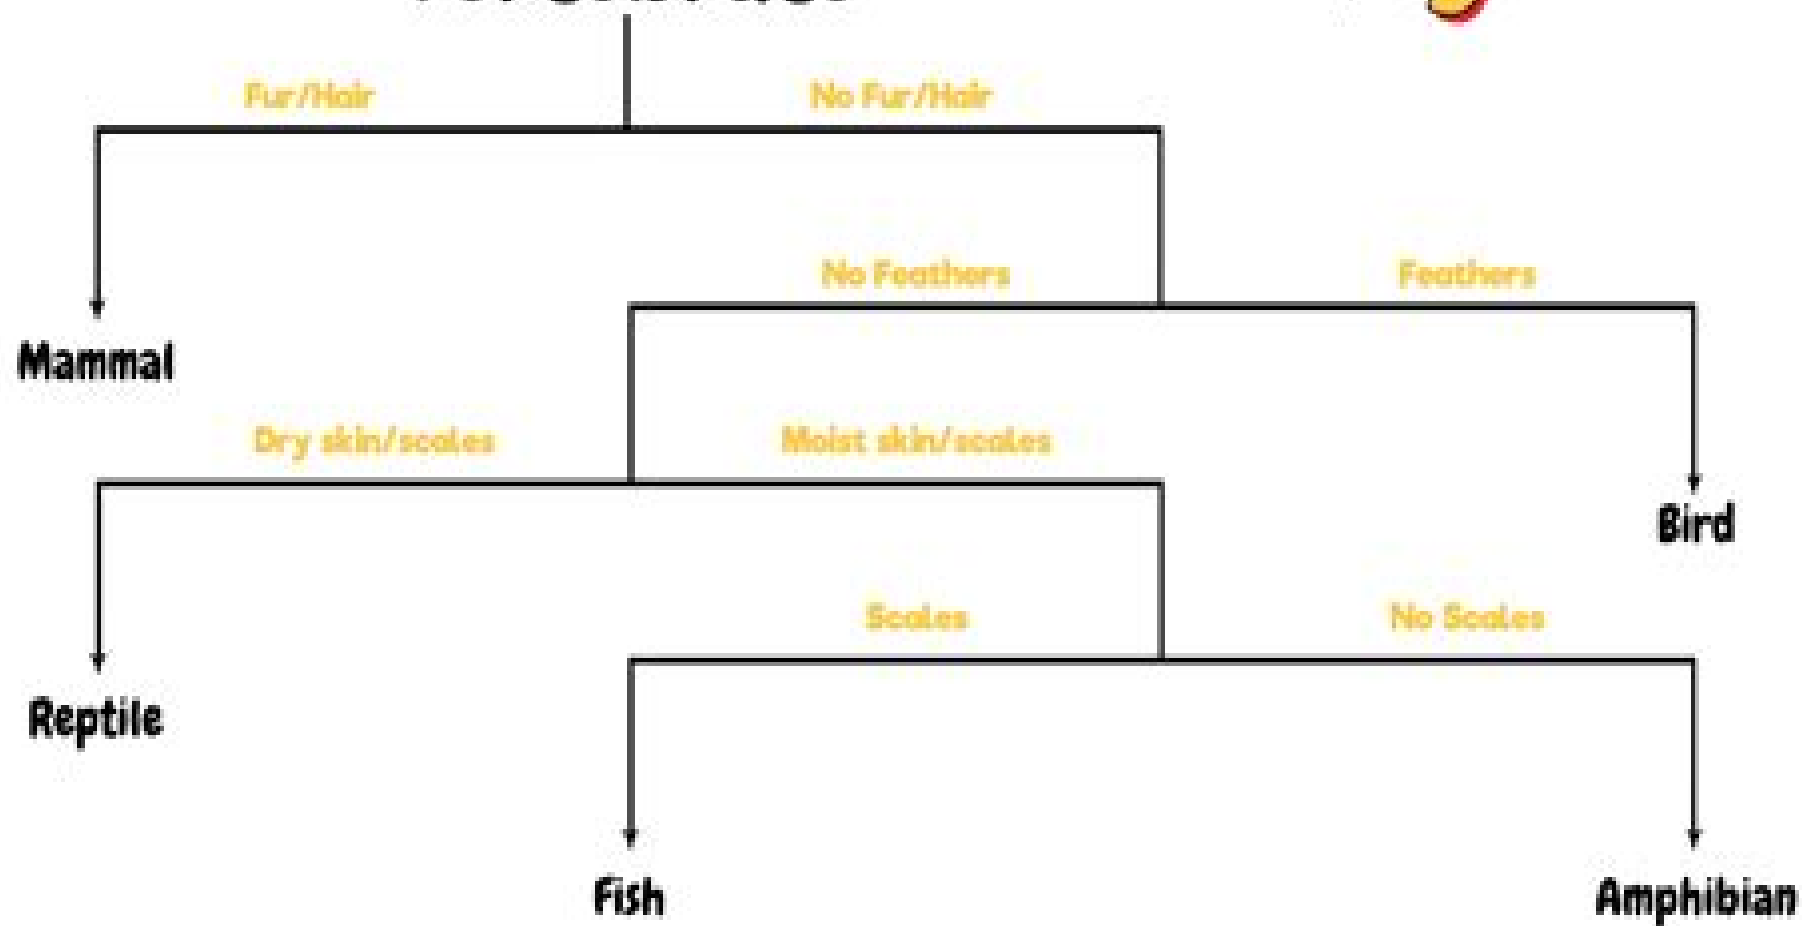 Fur/Hair
No Fur/Hair
No Feathers
Feathers
Mammal
Dry skin/scales
Moist skin/scales
Bird
Scales
No Scales
Reptile
Fish
Amphibian